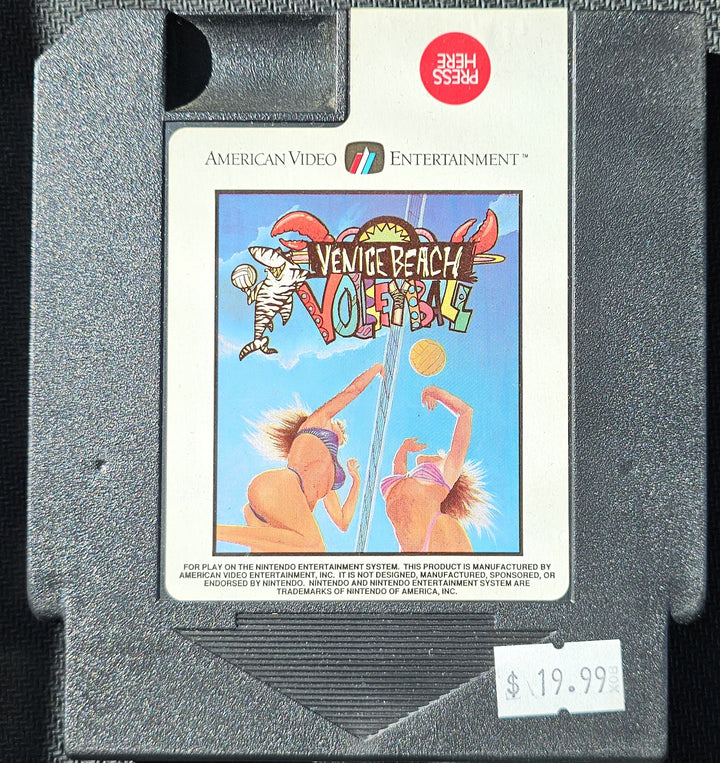 PRESS
HERE
AMERICAN VIDEO ENTERTAINMENT™
VENICE BEACH
VOLLEYBALL
FOR PLAY ON THE NINTENDO ENTERTAINMENT SYSTEM. THIS PRODUCT IS MANUFACTURED BY
AMERICAN VIDEO ENTERTAINMENT, INC. IT IS NOT DESIGNED, MANUFACTURED, SPONSORED, OR
ENDORSED BY NINTENDO. NINTENDO AND NINTENDO ENTERTAINMENT SYSTEM ARE
TRADEMARKS OF NINTENDO OF AMERICA, INC.
$ 19.99